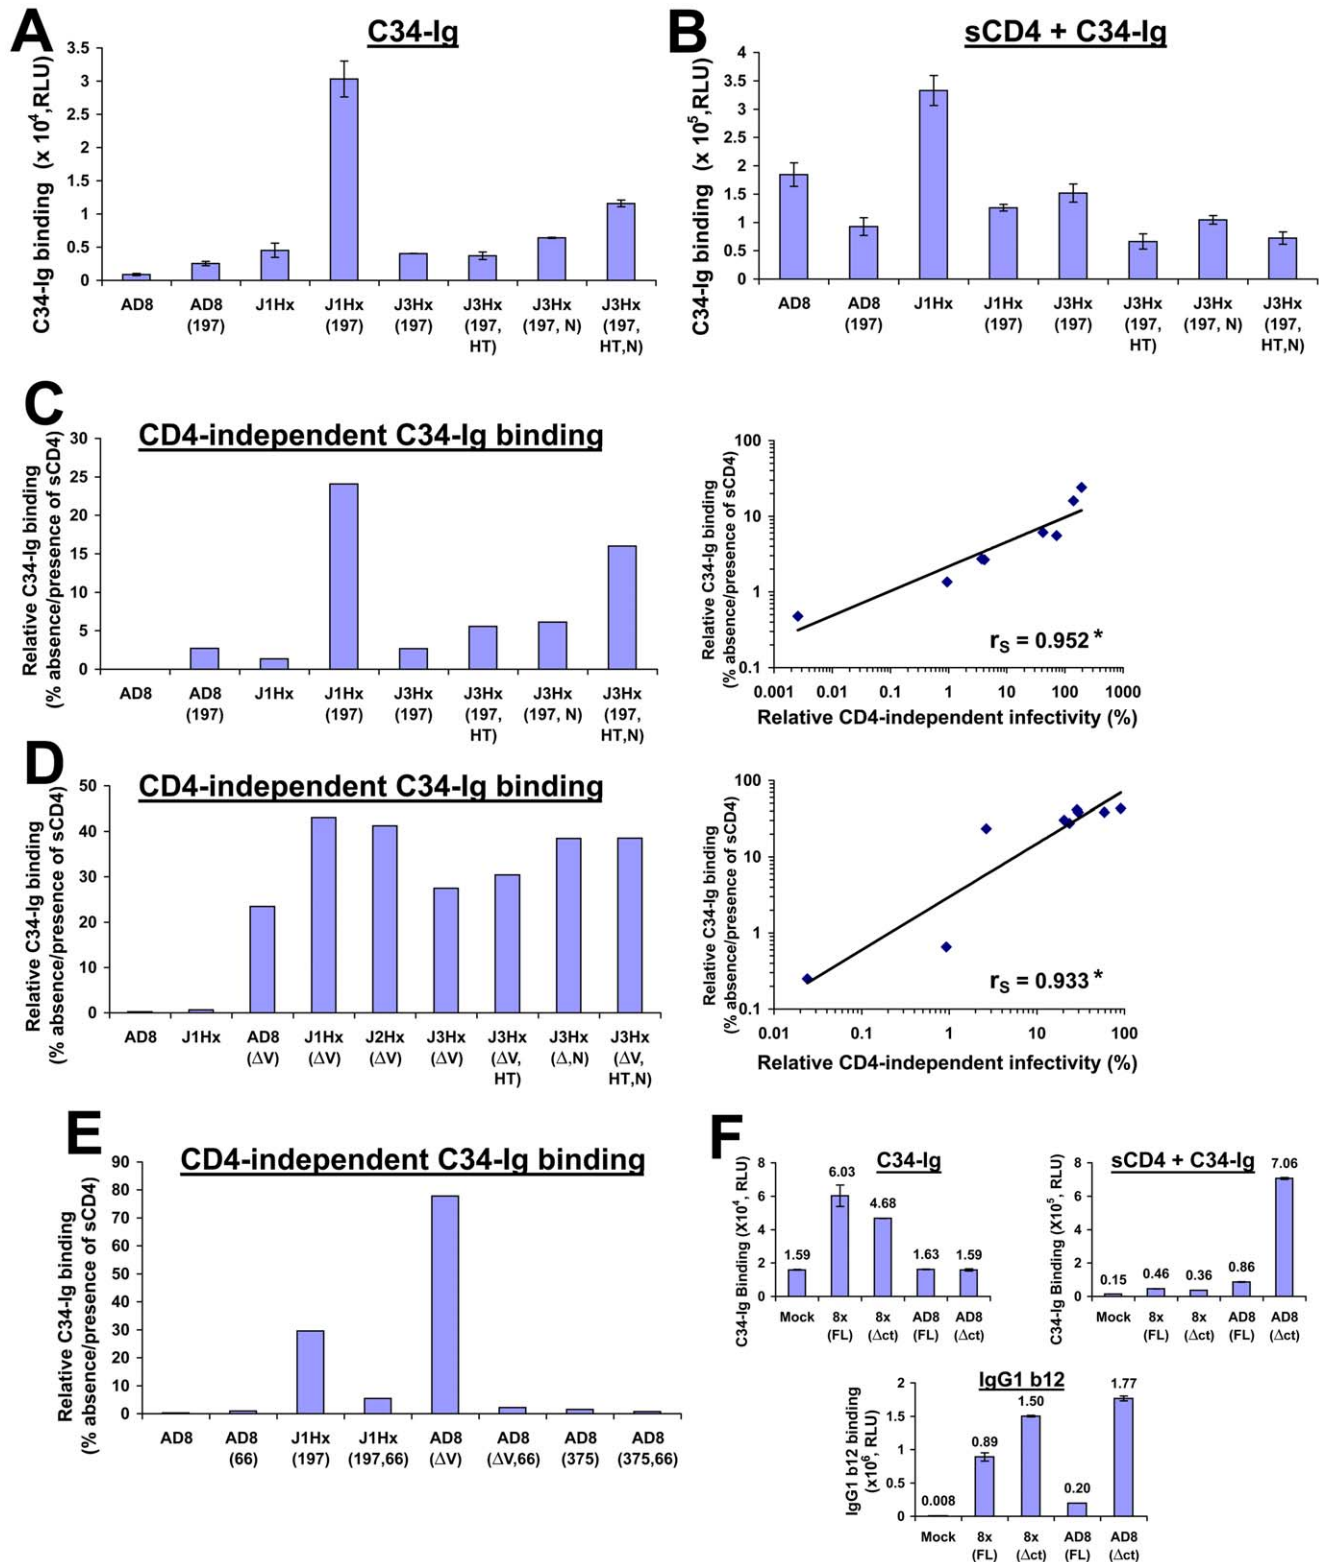 A
C34-Ig
C34-Ig binding (x 10⁴,RLU)
3.5
3
2.5
2
1.5
1
0.5
0
AD8 AD8 J1Hx J1Hx J3Hx J3Hx J3Hx J3Hx
(197) (197) (197) (197, (197, N) (197,
HT) HT,N)
B
sCD4 + C34-Ig
C34-Ig binding (x 10⁵,RLU)
4
3.5
3
2.5
2
1.5
1
0.5
0
AD8 AD8 J1Hx J1Hx J3Hx J3Hx J3Hx J3Hx
(197) (197) (197) (197, (197, N) (197,
HT) HT,N)
C
CD4-independent C34-Ig binding
Relative C34-Ig binding
(% absence/presence of sCD4)
30
25
20
15
10
5
0
AD8 AD8 J1Hx J1Hx J3Hx J3Hx J3Hx J3Hx
(197) (197) (197) (197, (197, N) (197,
HT) HT,N)
Relative C34-Ig binding
(% absence/presence of sCD4)
100
10
1
0.1
rS = 0.952 *
0.001 0.01 0.1 1 10 100 1000
Relative CD4-independent infectivity (%)
D
CD4-independent C34-Ig binding
Relative C34-Ig binding
(% absence/presence of sCD4)
50
40
30
20
10
0
AD8 J1Hx AD8 J1Hx J2Hx J3Hx J3Hx J3Hx J3Hx
(ΔV) (ΔV) (ΔV) (ΔV) (ΔV, (Δ,N) (ΔV,
HT) HT,N)
Relative C34-Ig binding
(% absence/presence of sCD4)
100
10
1
0.1
rS = 0.933 *
0.01 0.1 1 10 100
Relative CD4-independent infectivity (%)
E
CD4-independent C34-Ig binding
Relative C34-Ig binding
(% absence/presence of sCD4)
90
80
70
60
50
40
30
20
10
0
AD8 AD8 J1Hx J1Hx AD8 AD8 AD8 AD8
(66) (197) (197,66) (ΔV) (ΔV,66) (375) (375,66)
F
C34-Ig
C34-Ig Binding (X10⁴, RLU)
8
6
4
2
0
1.59 6.03 4.68 1.63 1.59
Mock 8x 8x AD8 AD8
(FL) (Δct) (FL) (Δct)
sCD4 + C34-Ig
C34-Ig Binding (X10⁵, RLU)
8
6
4
2
0
0.15 0.46 0.36 0.86 7.06
Mock 8x 8x AD8 AD8
(FL) (Δct) (FL) (Δct)
IgG1 b12
IgG1 b12 binding
(x10⁶, RLU)
2
1.5
1
0.5
0
0.008 0.89 1.50 0.20 1.77
Mock 8x 8x AD8 AD8
(FL) (Δct) (FL) (Δct)